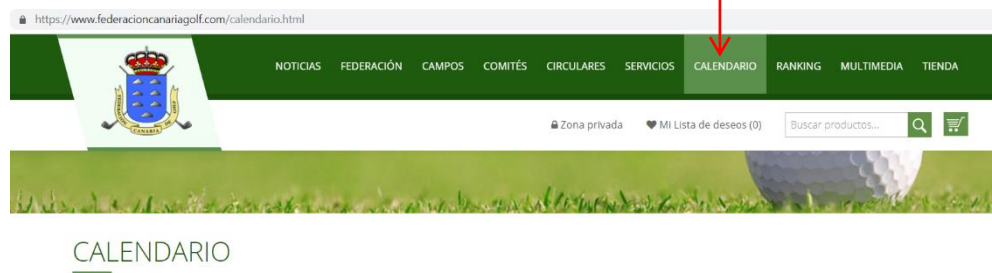 https://www.federacioncanariagolf.com/calendario.html
NOTICIAS FEDERACIÓN CAMPOS COMITÉS CIRCULARES SERVICIOS CALENDARIO RANKING MULTIMEDIA TIENDA
Zona privada Mi Lista de deseos (0) Buscar productos...
CALENDARIO